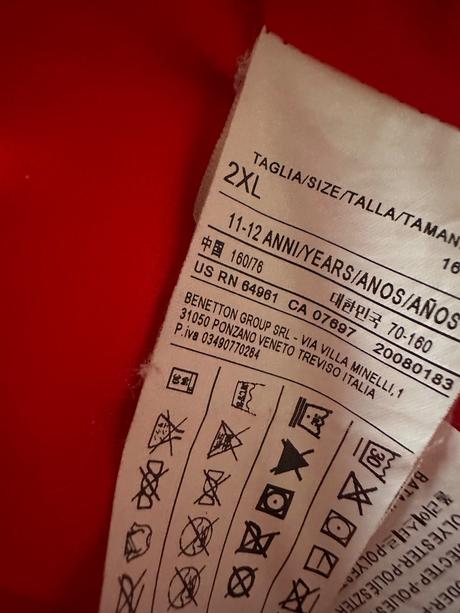 TAGLIA/SIZE/TALLA/TAMAN
2XL 16
11-12 ANNI/YEARS/ANOS/AÑOS
中国 160/76 대한민국 70-160
US RN 64961 CA 07697 20080183
BENETTON GROUP SRL - VIA VILLA MINELLI,1
31050 PONZANO VENETO TREVISO ITALIA
P.iva 03490770264
30